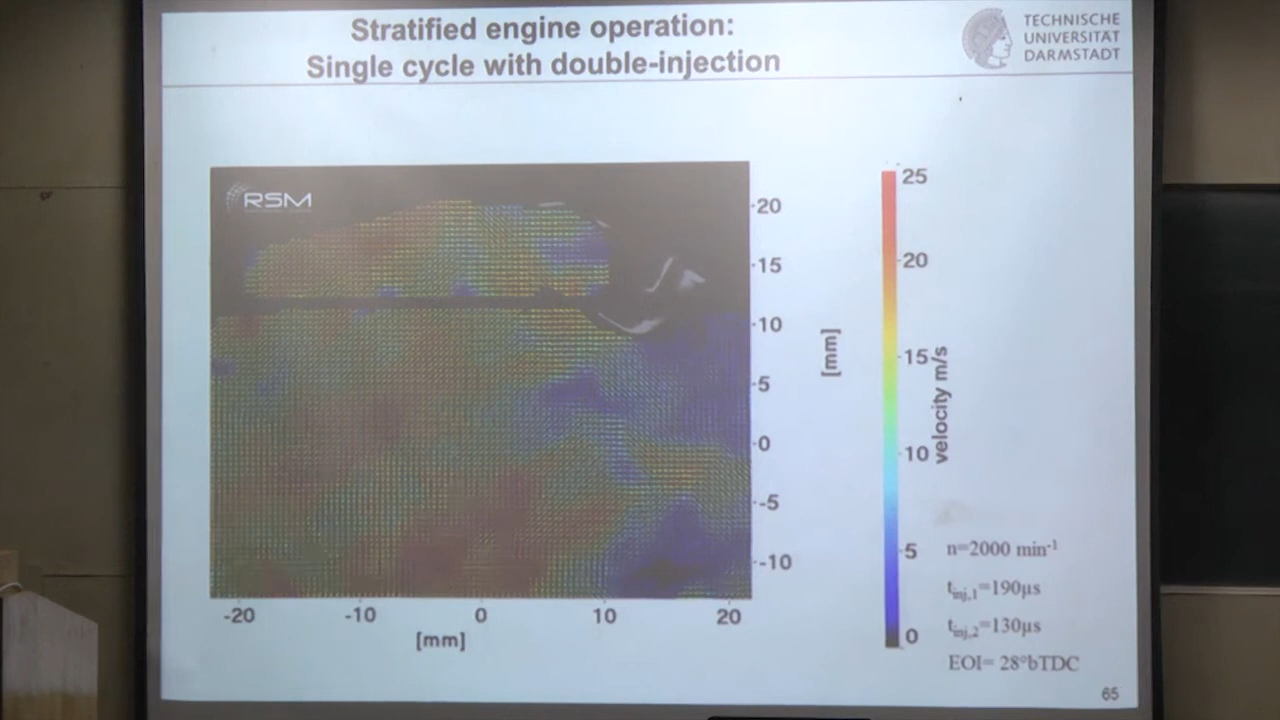 Stratified engine operation:
Single cycle with double-injection
TECHNISCHE
UNIVERSITÄT
DARMSTADT
RSM
20
15
10
5
0
-5
-10
[mm]
-20
-10
0
10
20
[mm]
25
20
15
10
5
0
velocity m/s
n=2000 min⁻¹
tinj,1=190µs
tinj,2=130µs
EOI= 28°bTDC
65